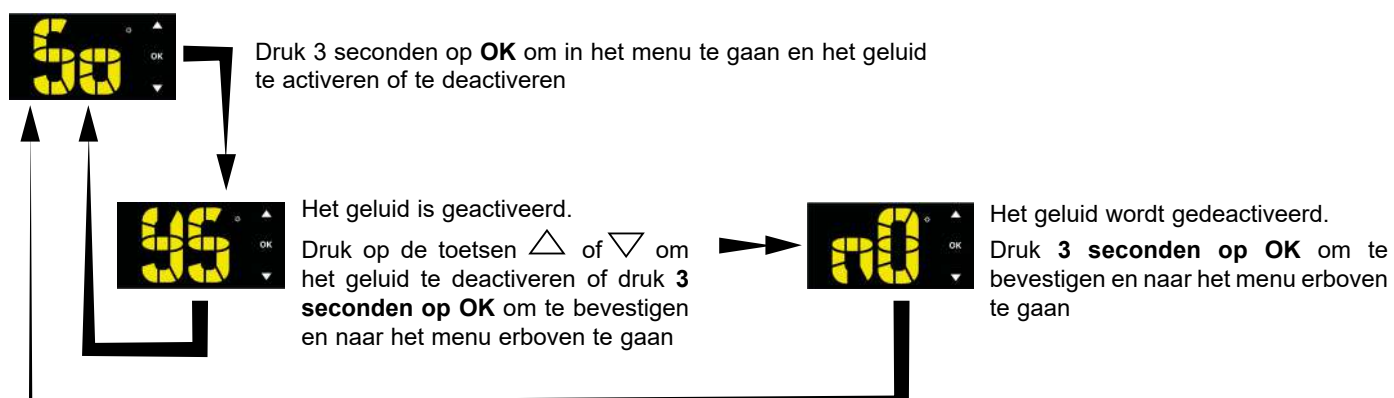 So
OK
Druk 3 seconden op OK om in het menu te gaan en het geluid
te activeren of te deactiveren
YS
OK
Het geluid is geactiveerd.
Druk op de toetsen △ of ▽ om
het geluid te deactiveren of druk 3
seconden op OK om te bevestigen
en naar het menu erboven te gaan
nO
OK
Het geluid wordt gedeactiveerd.
Druk 3 seconden op OK om te
bevestigen en naar het menu erboven
te gaan